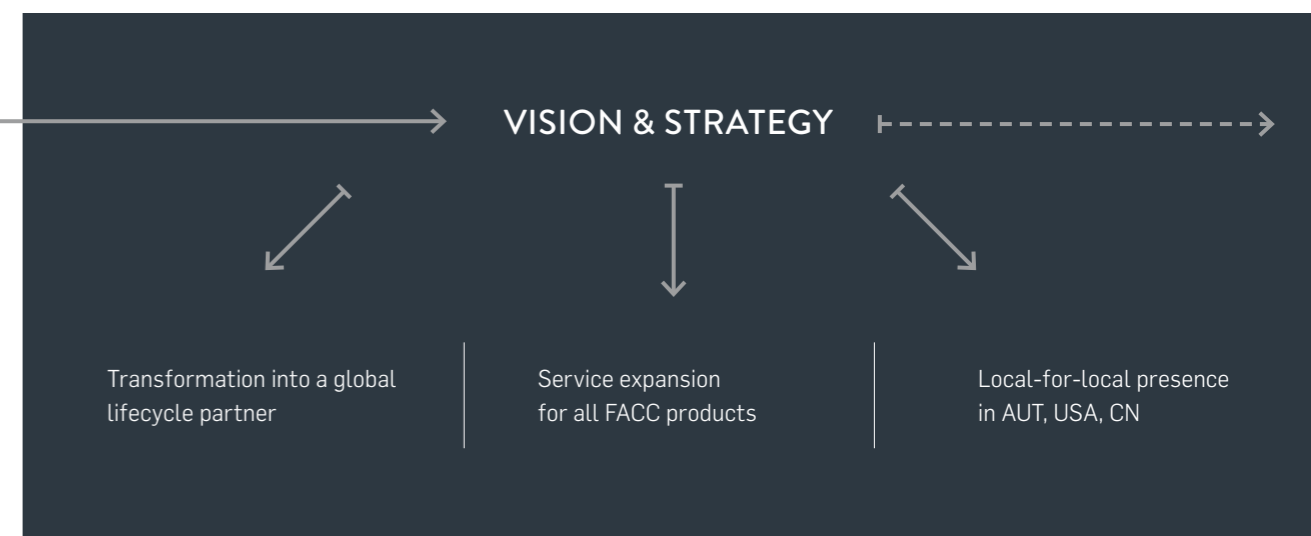 VISION & STRATEGY
Transformation into a global
lifecycle partner
Service expansion
for all FACC products
Local-for-local presence
in AUT, USA, CN